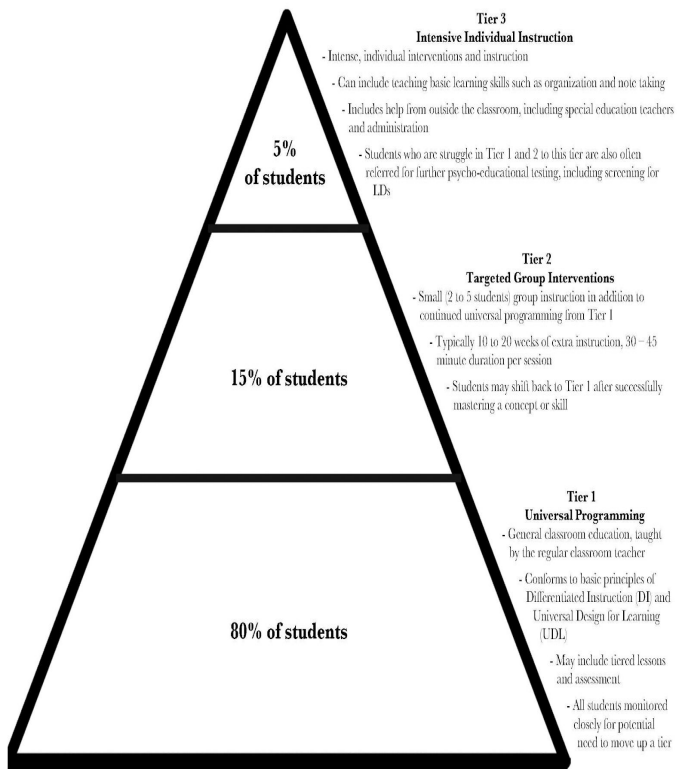 Tier 3
Intensive Individual Instruction
- Intense, individual interventions and instruction
- Can include teaching basic learning skills such as organization and note taking
- Includes help from outside the classroom, including special education teachers
and administration
- Students who are struggle in Tier 1 and 2 to this tier are also often
referred for further psycho-educational testing, including screening for
LDs
5%
of students
Tier 2
Targeted Group Interventions
- Small (2 to 5 students) group instruction in addition to
continued universal programming from Tier 1
- Typically 10 to 20 weeks of extra instruction, 30 – 45
minute duration per session
- Students may shift back to Tier 1 after successfully
mastering a concept or skill
15% of students
Tier 1
Universal Programming
- General classroom education, taught
by the regular classroom teacher
- Conforms to basic principles of
Differentiated Instruction (DI) and
Universal Design for Learning
(UDL)
- May include tiered lessons
and assessment
- All students monitored
closely for potential
need to move up a tier
80% of students